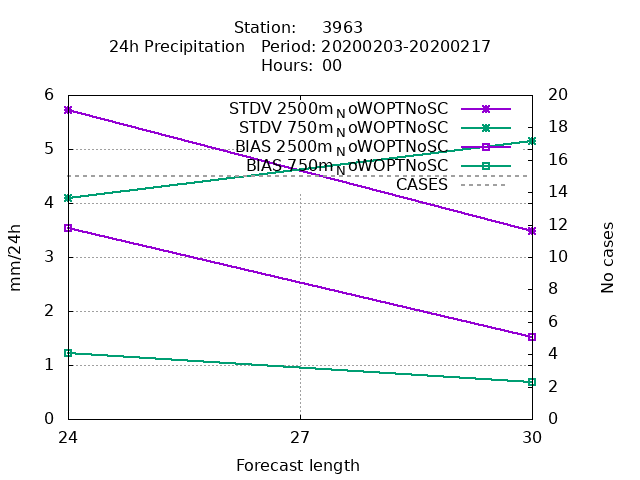 Station: 3963
24h Precipitation Period: 20200203-20200217
Hours: 00
6 20
STDV 2500m_NoWOPTNoSC
STDV 750m_NoWOPTNoSC 18
5 BIAS 2500m_NoWOPTNoSC
BIAS 750m_NoWOPTNoSC 16
CASES
4 14
12
3 10
8
2 6
1 4
2
0 0
mm/24h
No cases
24 27 30
Forecast length